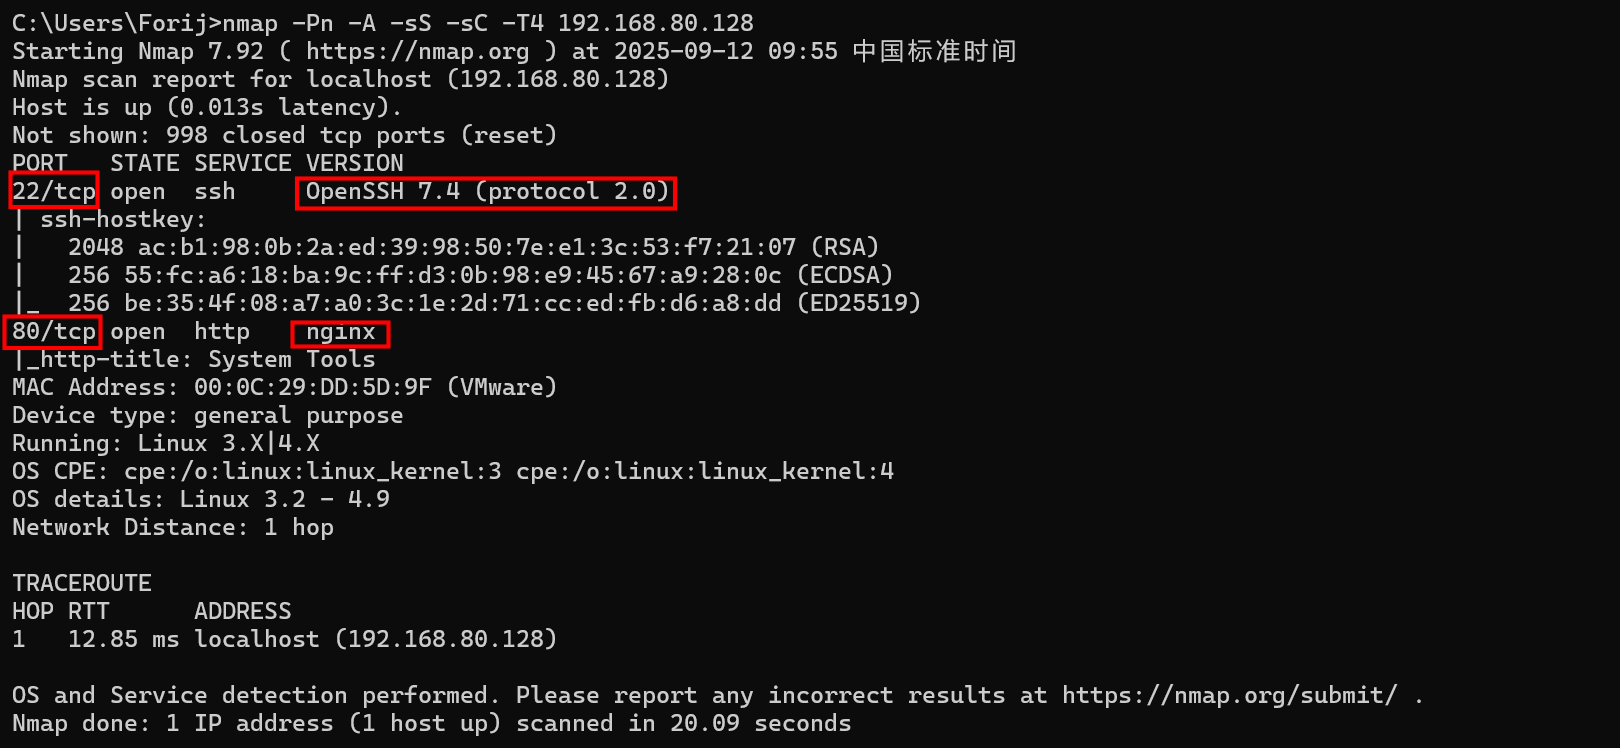 C:\Users\Forij>nmap -Pn -A -sS -sC -T4 192.168.80.128
Starting Nmap 7.92 ( https://nmap.org ) at 2025-09-12 09:55 中国标准时间
Nmap scan report for localhost (192.168.80.128)
Host is up (0.013s latency).
Not shown: 998 closed tcp ports (reset)
PORT   STATE SERVICE VERSION
22/tcp open  ssh     OpenSSH 7.4 (protocol 2.0)
| ssh-hostkey:
|   2048 ac:b1:98:0b:2a:ed:39:98:50:7e:e1:3c:53:f7:21:07 (RSA)
|   256 55:fc:a6:18:ba:9c:ff:d3:0b:98:e9:45:67:a9:28:0c (ECDSA)
|_  256 be:35:4f:08:a7:a0:3c:1e:2d:71:cc:ed:fb:d6:a8:dd (ED25519)
80/tcp open  http    nginx
|_http-title: System Tools
MAC Address: 00:0C:29:DD:5D:9F (VMware)
Device type: general purpose
Running: Linux 3.X|4.X
OS CPE: cpe:/o:linux:linux_kernel:3 cpe:/o:linux:linux_kernel:4
OS details: Linux 3.2 - 4.9
Network Distance: 1 hop
TRACEROUTE
HOP RTT      ADDRESS
1   12.85 ms localhost (192.168.80.128)
OS and Service detection performed. Please report any incorrect results at https://nmap.org/submit/ .
Nmap done: 1 IP address (1 host up) scanned in 20.09 seconds